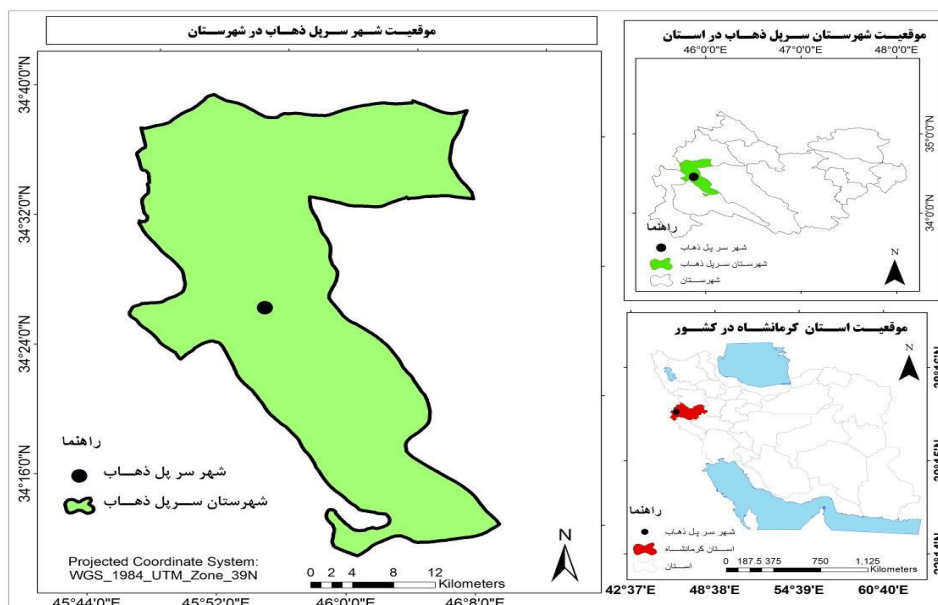 موقعیت شهر سرپل ذهاب در شهرستان
34°40'0"N
34°32'0"N
34°24'0"N
34°16'0"N
راهنما
شهر سر پل ذهاب
شهرستان سرپل ذهاب
Projected Coordinate System:
WGS_1984_UTM_Zone_39N
N
0 2 4 8 12
Kilometers
45°44'0"E 45°52'0"E 46°0'0"E 46°8'0"E
موقعیت شهرستان سرپل ذهاب در استان
46°0'0"E 47°0'0"E 48°0'0"E
35°0'0"N
34°0'0"N
راهنما
شهر سر پل ذهاب
شهرستان سرپل ذهاب
شهرستان
N
موقعیت استان کرمانشاه در کشور
N
راهنما
شهر سر پل ذهاب
استان کرمانشاه
استان
0 187.5 375 750 1,125
Kilometers
42°37'E 48°38'E 54°39'E 60°40'E